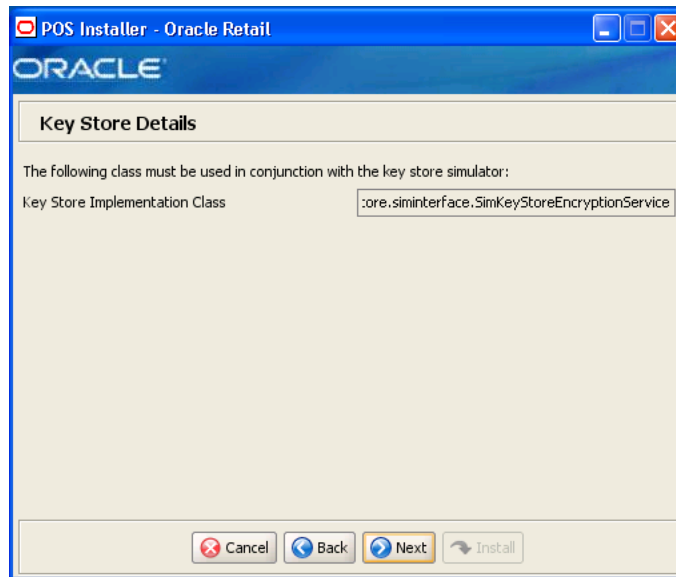 POS Installer - Oracle Retail
ORACLE
Key Store Details
The following class must be used in conjunction with the key store simulator:
Key Store Implementation Class :ore.siminterface.SimKeyStoreEncryptionService
Cancel Back Next Install